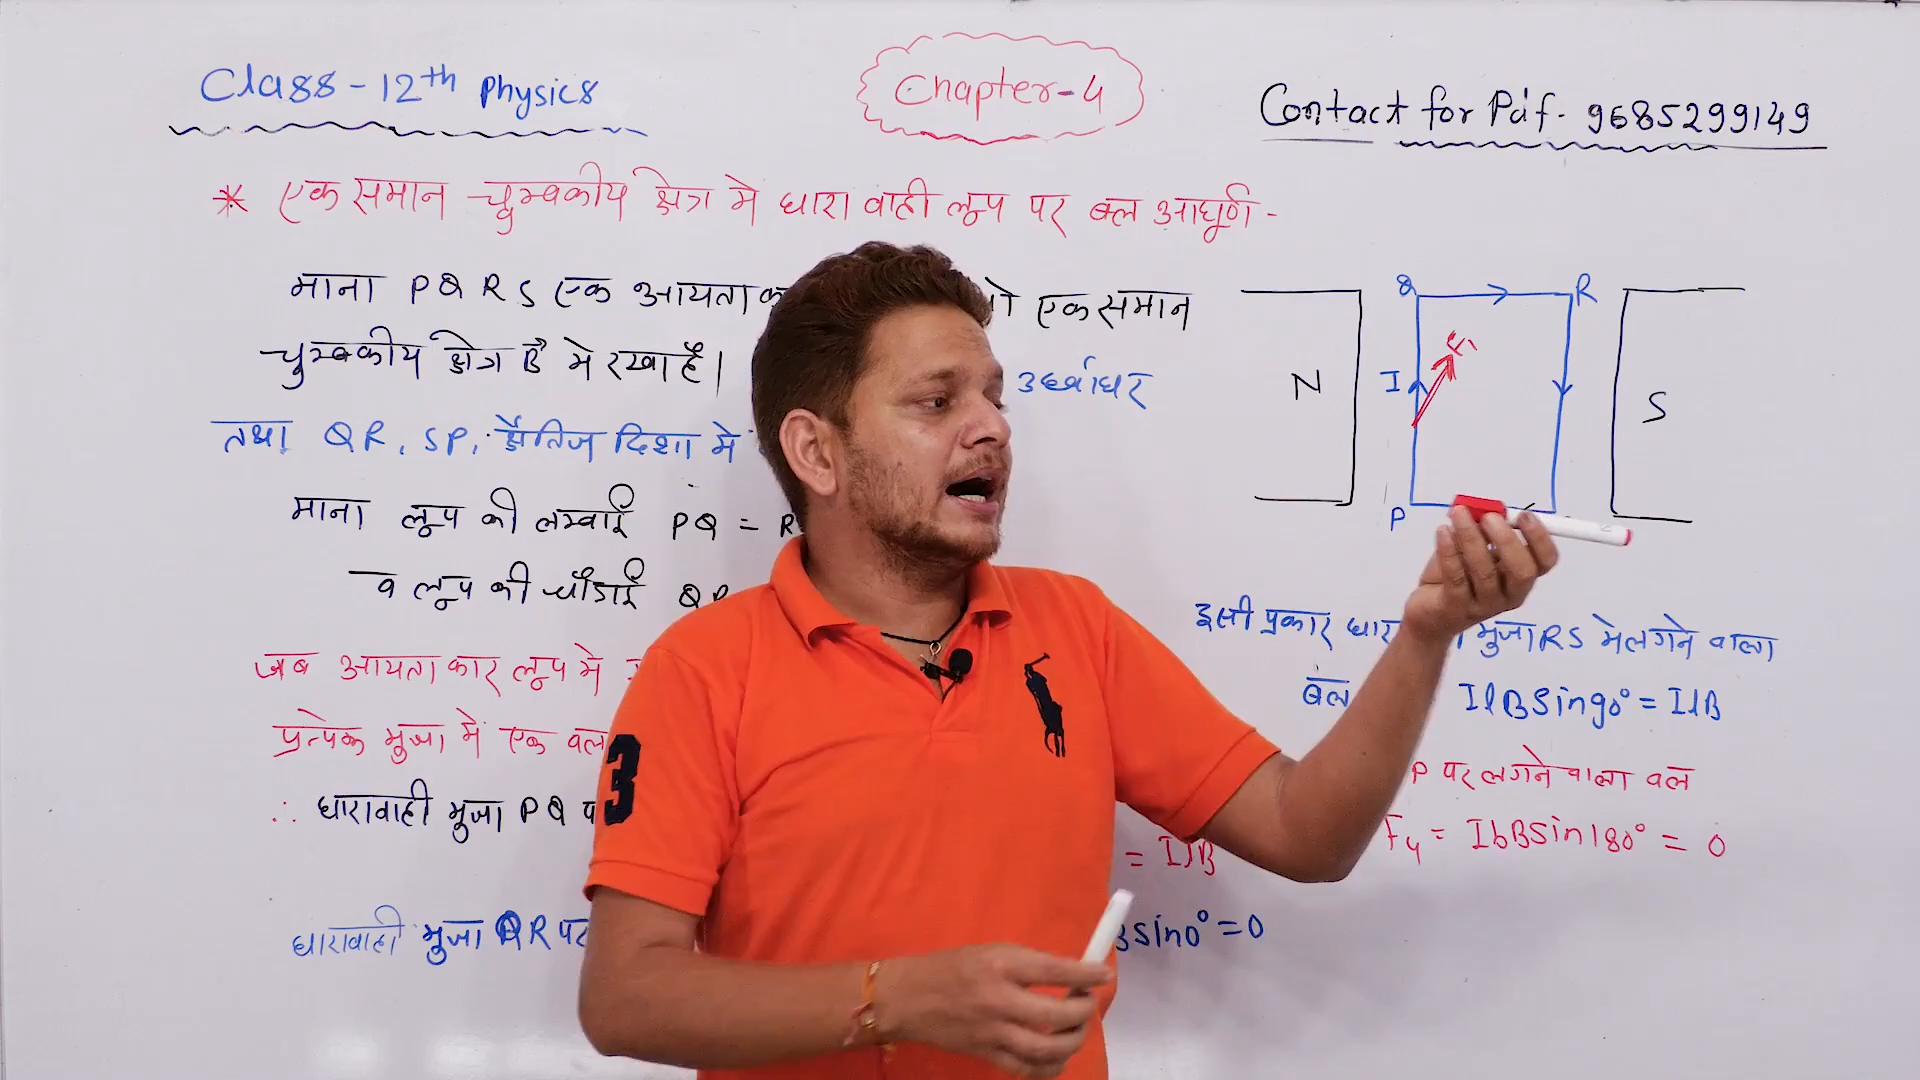 Class - 12th Physics
Chapter-4
Contact for Pdf - 9685299149
* एक समान चुम्बकीय क्षेत्र मे धारावाही लूप पर बल आघूर्ण -
माना PQRS एक आयताका
एकसमान
चुम्बकीय क्षेत्र B मे रखा है।
उर्ध्वाधर
तथा QR, SP, क्षैतिज दिशा मे
माना लूप की लम्बाई PQ = R
व लूप की चौडाई
जब आयताकार लूप मे
प्रत्येक भुजा मे एक बल
∴ धारावाही भुजा PQ प
= IlB
धारावाही भुजा QR पर
Bsin0° = 0
Q
R
I
F₁
N
S
P
इसी प्रकार धारा
भुजा RS मे लगने वाला
बल
IlBsin90° = IlB
P पर लगने वाला बल
F₄ = IbBsin180° = 0
3